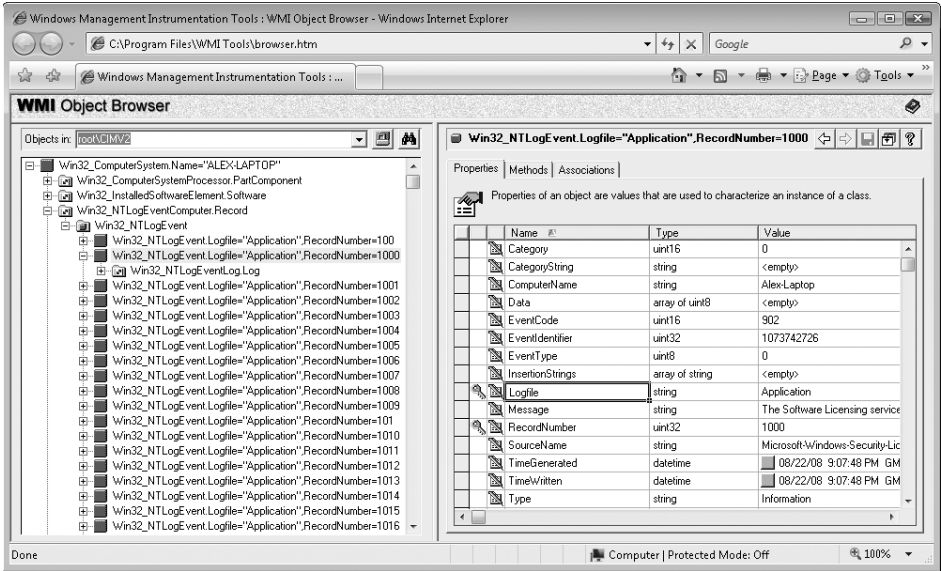 Windows Management Instrumentation Tools : WMI Object Browser - Windows Internet Explorer
C:\Program Files\WMI Tools\browser.htm
Google
Windows Management Instrumentation Tools : ...
Page
Tools
»
WMI Object Browser
Objects in: root\CIMV2
Win32_ComputerSystem.Name="ALEX-LAPTOP"
Win32_ComputerSystemProcessor.PartComponent
Win32_InstalledSoftwareElement.Software
Win32_NTLogEventComputer.Record
Win32_NTLogEvent
Win32_NTLogEvent.Logfile="Application",RecordNumber=100
Win32_NTLogEvent.Logfile="Application",RecordNumber=1000
Win32_NTLogEventLog.Log
Win32_NTLogEvent.Logfile="Application",RecordNumber=1001
Win32_NTLogEvent.Logfile="Application",RecordNumber=1002
Win32_NTLogEvent.Logfile="Application",RecordNumber=1003
Win32_NTLogEvent.Logfile="Application",RecordNumber=1004
Win32_NTLogEvent.Logfile="Application",RecordNumber=1005
Win32_NTLogEvent.Logfile="Application",RecordNumber=1006
Win32_NTLogEvent.Logfile="Application",RecordNumber=1007
Win32_NTLogEvent.Logfile="Application",RecordNumber=1008
Win32_NTLogEvent.Logfile="Application",RecordNumber=1009
Win32_NTLogEvent.Logfile="Application",RecordNumber=101
Win32_NTLogEvent.Logfile="Application",RecordNumber=1010
Win32_NTLogEvent.Logfile="Application",RecordNumber=1011
Win32_NTLogEvent.Logfile="Application",RecordNumber=1012
Win32_NTLogEvent.Logfile="Application",RecordNumber=1013
Win32_NTLogEvent.Logfile="Application",RecordNumber=1014
Win32_NTLogEvent.Logfile="Application",RecordNumber=1015
Win32_NTLogEvent.Logfile="Application",RecordNumber=1016
Win32_NTLogEvent.Logfile="Application",RecordNumber=1000
Properties Methods Associations
Properties of an object are values that are used to characterize an instance of a class.
Name Type Value
Category uint16 0
CategoryString string <empty>
ComputerName string Alex-Laptop
Data array of uint8 <empty>
EventCode uint16 902
EventIdentifier uint32 1073742726
EventType uint8 0
InsertionStrings array of string <empty>
Logfile string Application
Message string The Software Licensing service
RecordNumber uint32 1000
SourceName string Microsoft-Windows-Security-Lic
TimeGenerated datetime 08/22/08 9:07:48 PM GM
TimeWritten datetime 08/22/08 9:07:48 PM GM
Type string Information
Done
Computer | Protected Mode: Off
100%